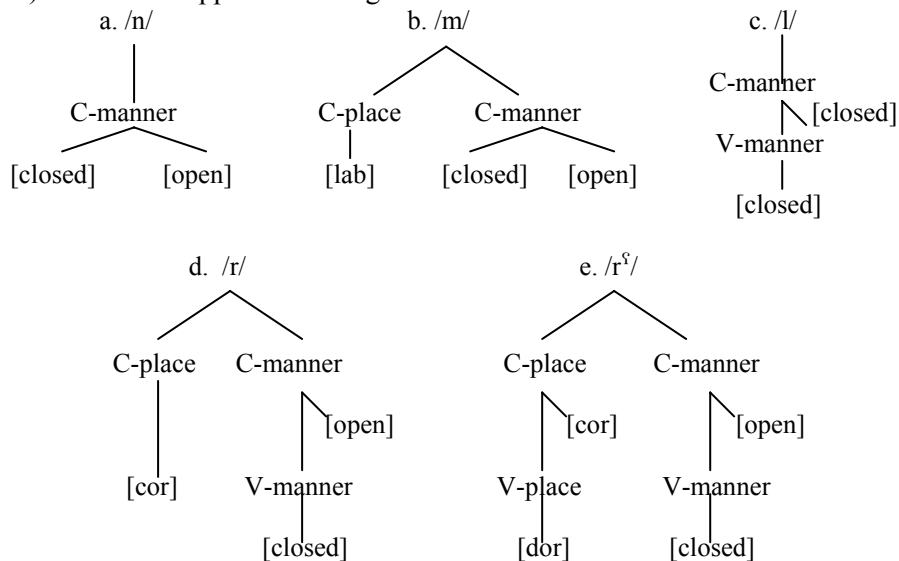 a. /n/ b. /m/ c. /l/
C-manner C-place C-manner C-manner
[closed]
V-manner
[closed] [open] [lab] [closed] [open]
[closed]
d. /r/ e. /rˤ/
C-place C-manner C-place C-manner
[open] [cor] [open]
[cor] V-manner V-place V-manner
[closed] [dor] [closed]